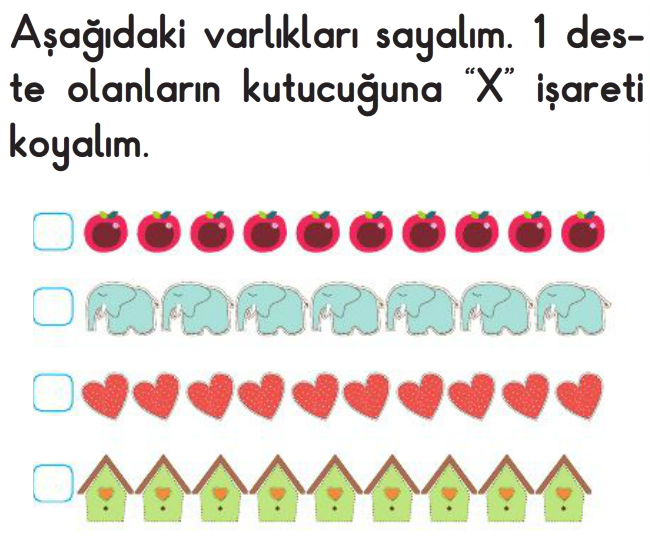 Aşağıdaki varlıkları sayalım. 1 des-
te olanların kutucuğuna “X” işareti
koyalım.